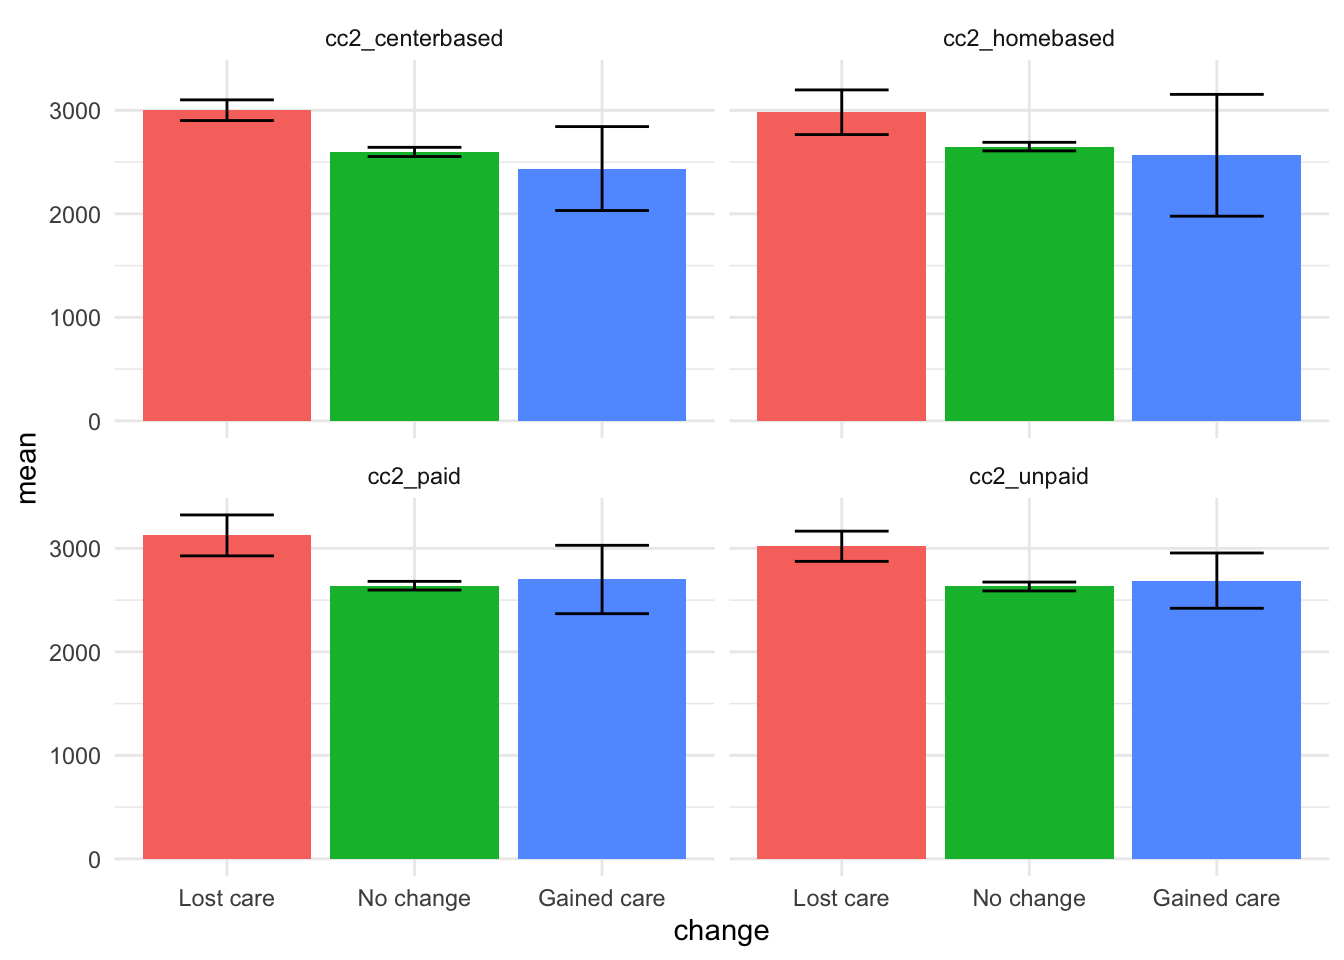 cc2_centerbased
cc2_homebased
3000
2000
1000
0
cc2_paid
cc2_unpaid
3000
2000
1000
0
Lost care
No change
Gained care
Lost care
No change
Gained care
change
mean